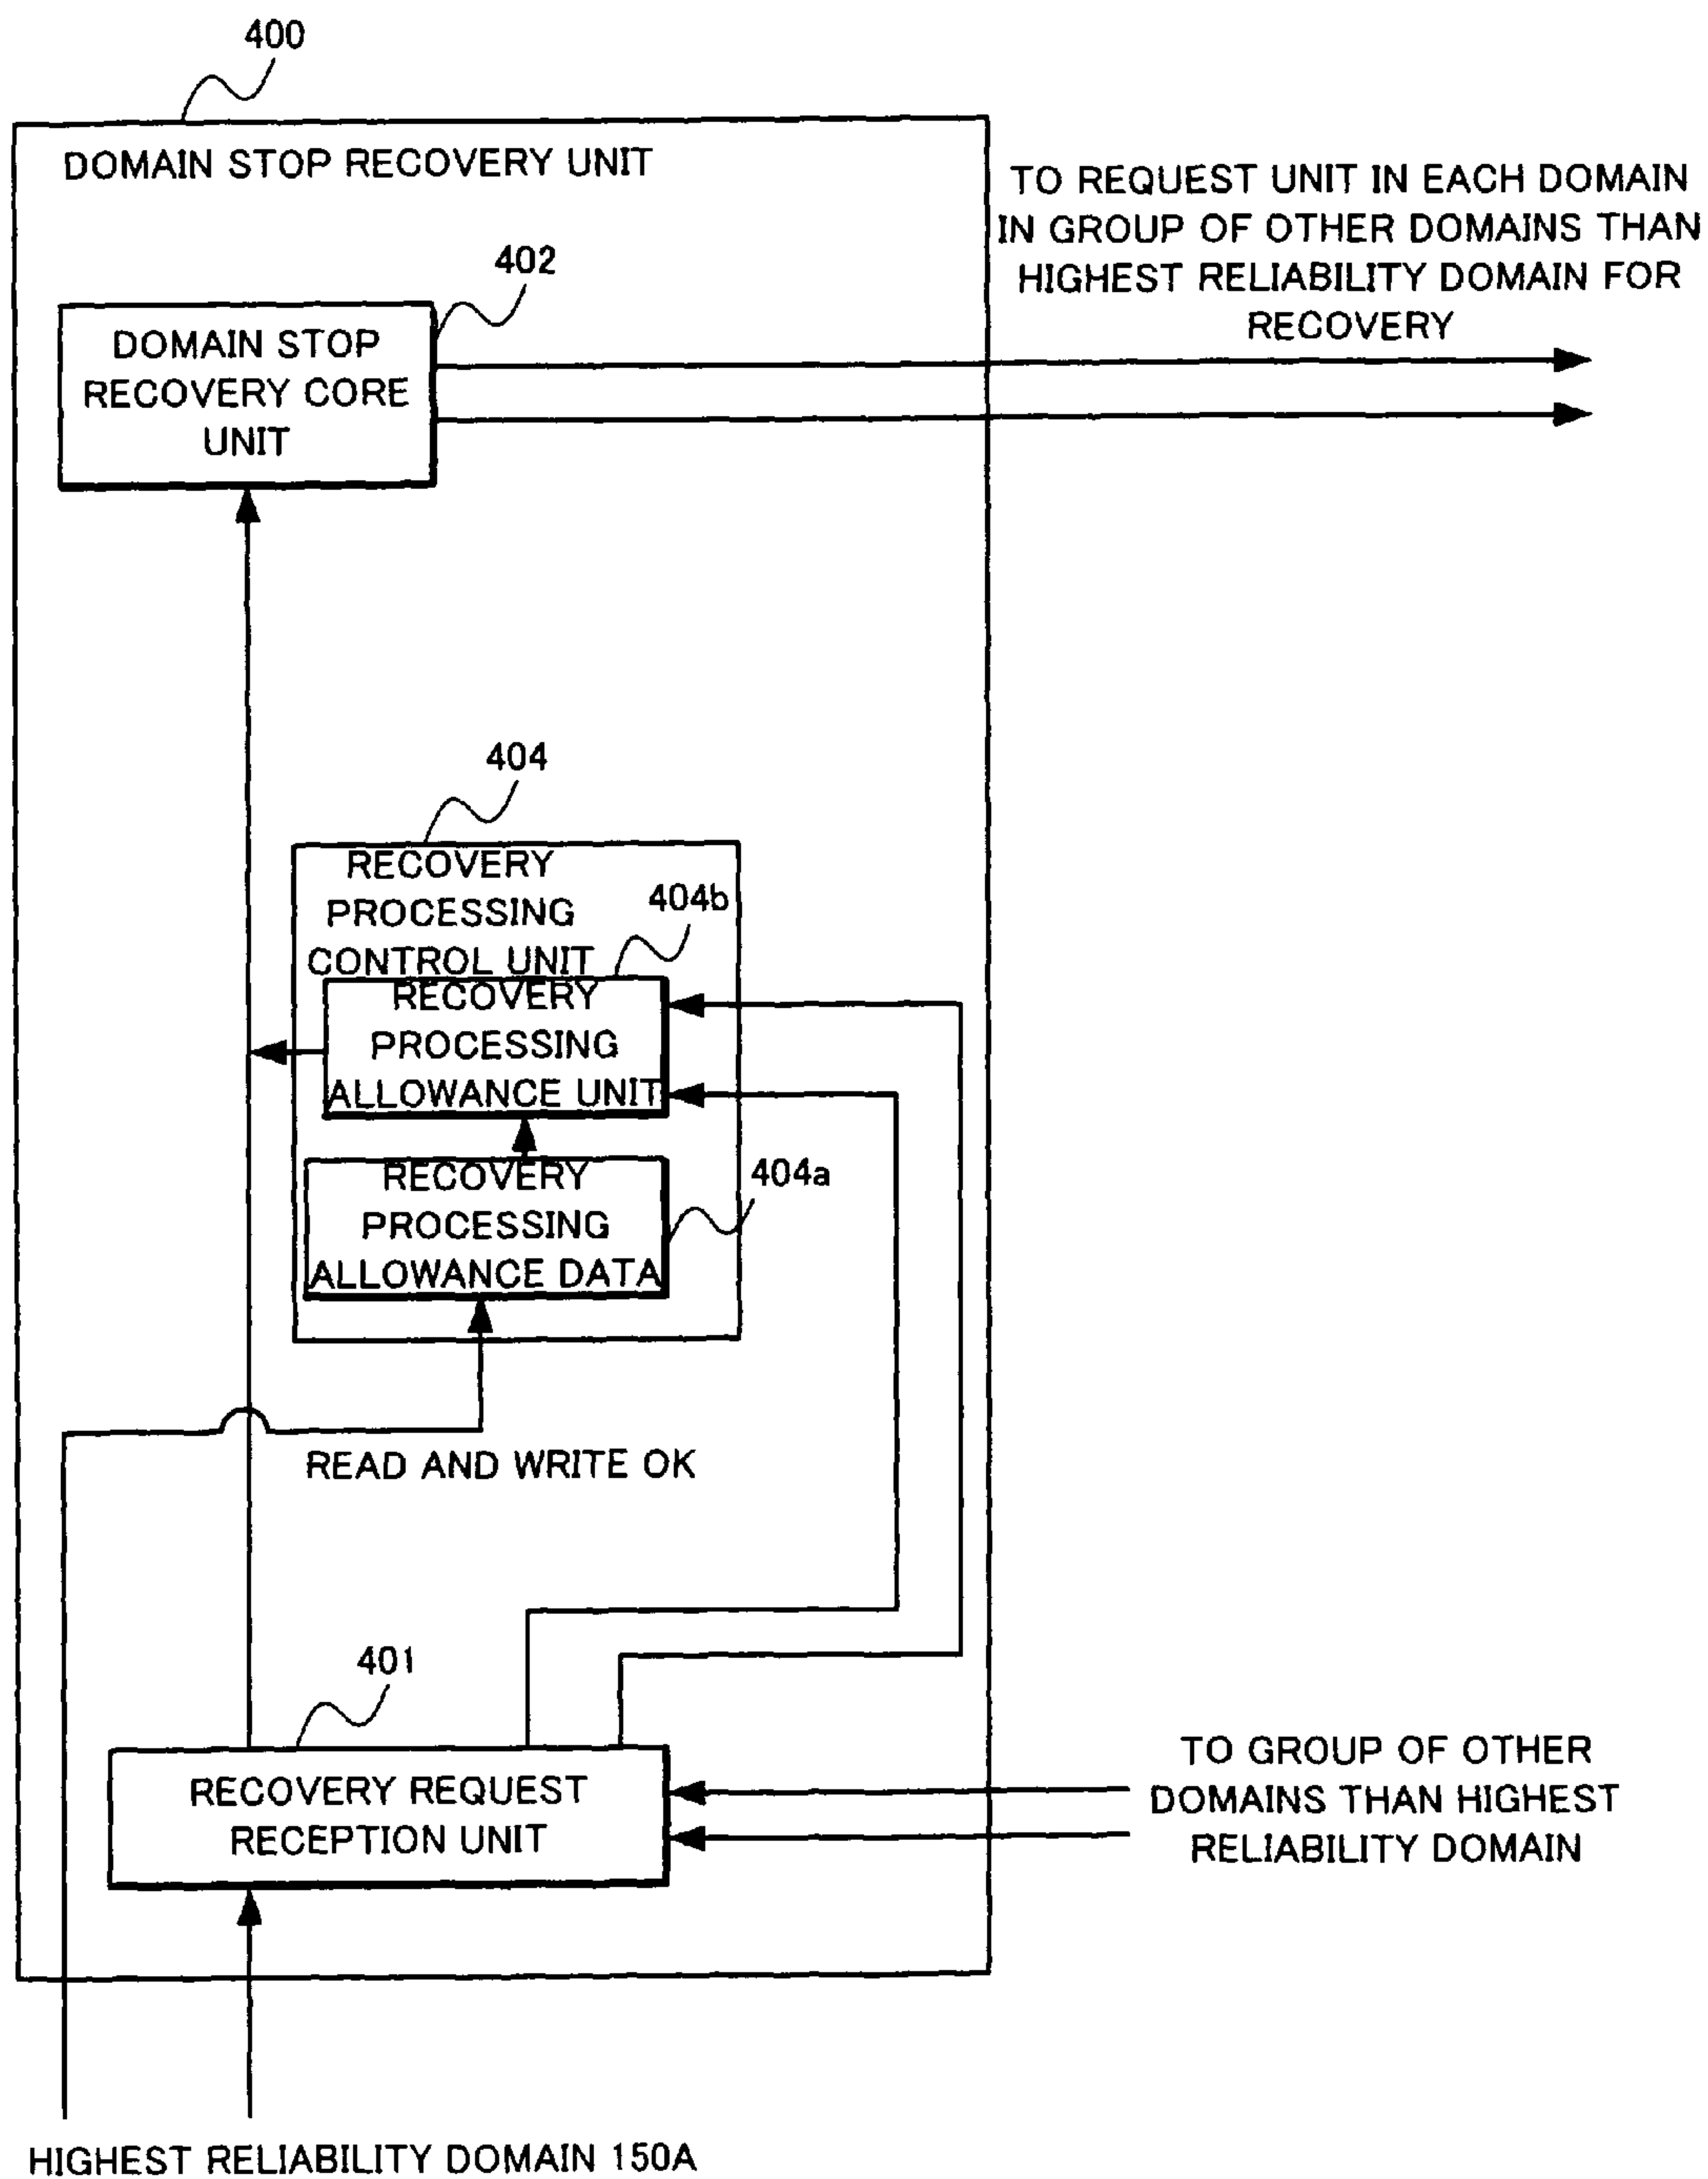 400
DOMAIN STOP RECOVERY UNIT
TO REQUEST UNIT IN EACH DOMAIN
IN GROUP OF OTHER DOMAINS THAN
HIGHEST RELIABILITY DOMAIN FOR
RECOVERY
402
DOMAIN STOP
RECOVERY CORE
UNIT
404
RECOVERY
PROCESSING
CONTROL UNIT
404b
RECOVERY
PROCESSING
ALLOWANCE UNIT
404a
RECOVERY
PROCESSING
ALLOWANCE DATA
READ AND WRITE OK
401
RECOVERY REQUEST
RECEPTION UNIT
TO GROUP OF OTHER
DOMAINS THAN HIGHEST
RELIABILITY DOMAIN
HIGHEST RELIABILITY DOMAIN 150A